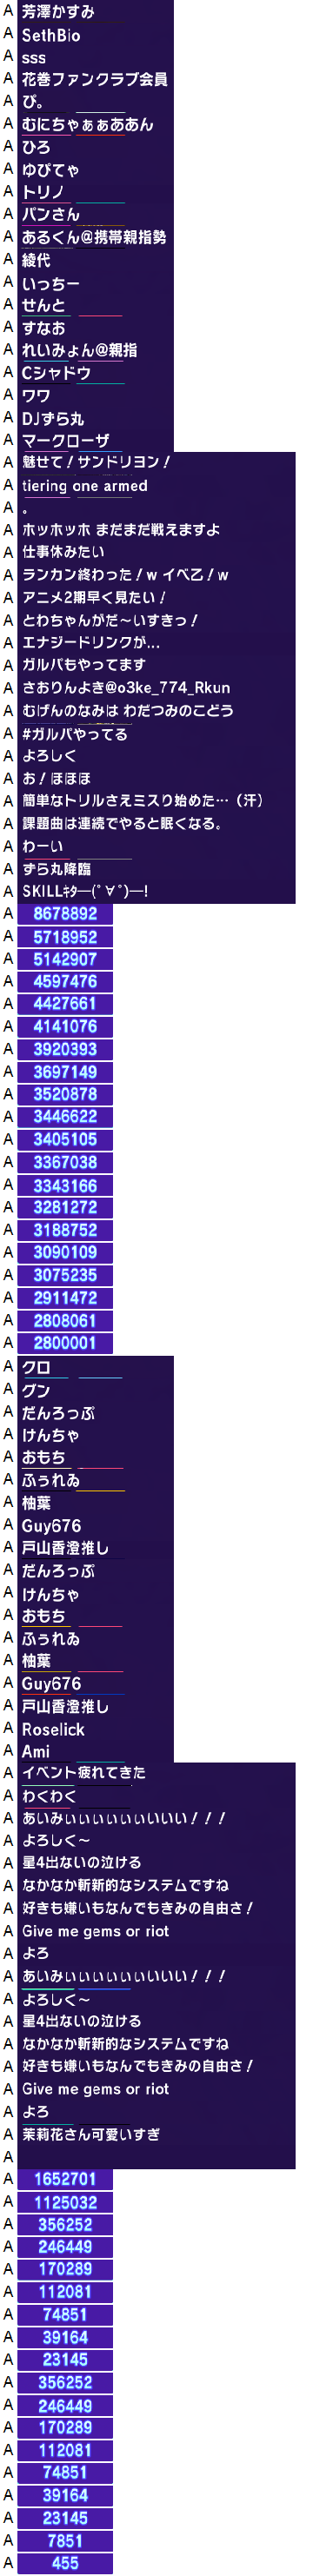 A 芳澤かすみ
A SethBio
A sss
A 花巻ファンクラブ会員
A ぴ。
A むにちゃぁぁああん
A ひろ
A ゆぴてゃ
A トリノ
A パンさん
A あるくん@携帯親指勢
A 綾代
A いっちー
A せんと
A すなお
A れいみょん@親指
A Cシャドウ
A ワワ
A DJずら丸
A マークローザ
A 魅せて！サンドリヨン！
A tiering one armed
A 。
A ホッホッホ まだまだ戦えますよ
A 仕事休みたい
A ランカン終わった！w イベ乙！w
A アニメ2期早く見たい！
A とわちゃんがだ〜いすきっ！
A エナジードリンクが...
A ガルパもやってます
A さおりんよき@o3ke_774_Rkun
A むげんのなみは わだつみのこどう
A #ガルパやってる
A よろしく
A お！ほほほ
A 簡単なトリルさえミスり始めた…（汗）
A 課題曲は連続でやると眠くなる。
A わーい
A ずら丸降臨
A SKILLｷﾀ━(ﾟ∀ﾟ)━!
A 8678892
A 5718952
A 5142907
A 4597476
A 4427661
A 4141076
A 3920393
A 3697149
A 3520878
A 3446622
A 3405105
A 3367038
A 3343166
A 3281272
A 3188752
A 3090109
A 3075235
A 2911472
A 2808061
A 2800001
A クロ
A グン
A だんろっぷ
A けんちゃ
A おもち
A ふぅれゐ
A 柚葉
A Guy676
A 戸山香澄推し
A だんろっぷ
A けんちゃ
A おもち
A ふぅれゐ
A 柚葉
A Guy676
A 戸山香澄推し
A Roselick
A Ami
A イベント疲れてきた
A わくわく
A あいみぃぃぃぃぃぃいいい！！！
A よろしく〜
A 星4出ないの泣ける
A なかなか斬新的なシステムですね
A 好きも嫌いもなんでもきみの自由さ！
A Give me gems or riot
A よろ
A あいみぃぃぃぃぃぃいいい！！！
A よろしく〜
A 星4出ないの泣ける
A なかなか斬新的なシステムですね
A 好きも嫌いもなんでもきみの自由さ！
A Give me gems or riot
A よろ
A 茉莉花さん可愛いすぎ
A
A 1652701
A 1125032
A 356252
A 246449
A 170289
A 112081
A 74851
A 39164
A 23145
A 356252
A 246449
A 170289
A 112081
A 74851
A 39164
A 23145
A 7851
A 455